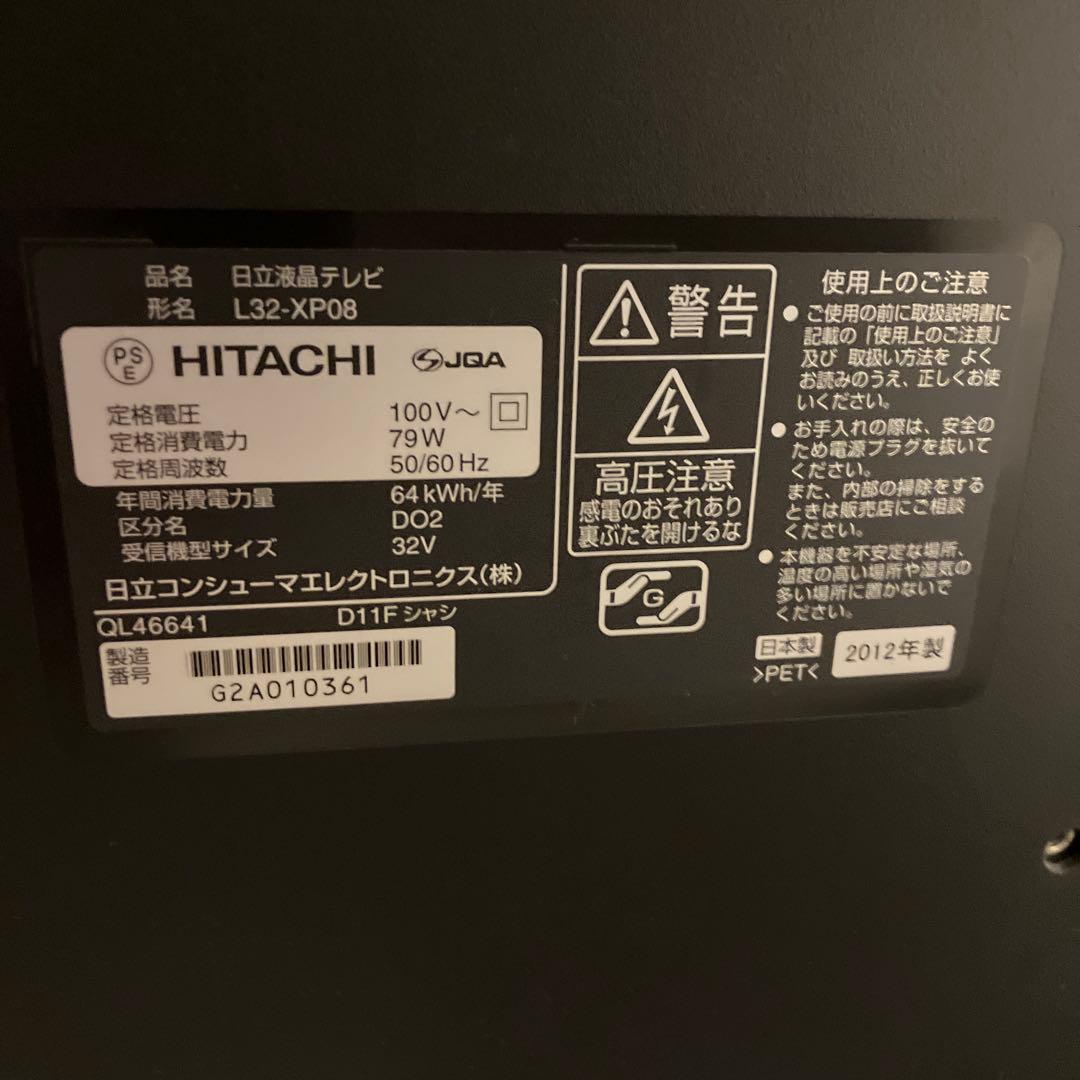 品名 日立液晶テレビ
形名 L32-XP08
PSE HITACHI JQA
定格電圧 100V～
定格消費電力 79W
定格周波数 50/60Hz
年間消費電力量 64kWh/年
区分名 DO2
受信機型サイズ 32V
日立コンシューマエレクトロニクス(株)
QL46641 D11Fシャシ
製造
番号
G2A010361
警告
高圧注意
感電のおそれあり
裏ぶたを開けるな
G
使用上のご注意
●ご使用の前に取扱説明書に
記載の「使用上のご注意」
及び 取扱い方法を よく
お読みのうえ、正しくお使
いください。
●お手入れの際は、安全の
ため電源プラグを抜いて
ください。
また、内部の掃除をする
ときは販売店にご相談
ください。
●本機器を不安定な場所、
温度の高い場所や湿気の
多い場所に置かないで
ください。
日本製 2012年製
>PET<